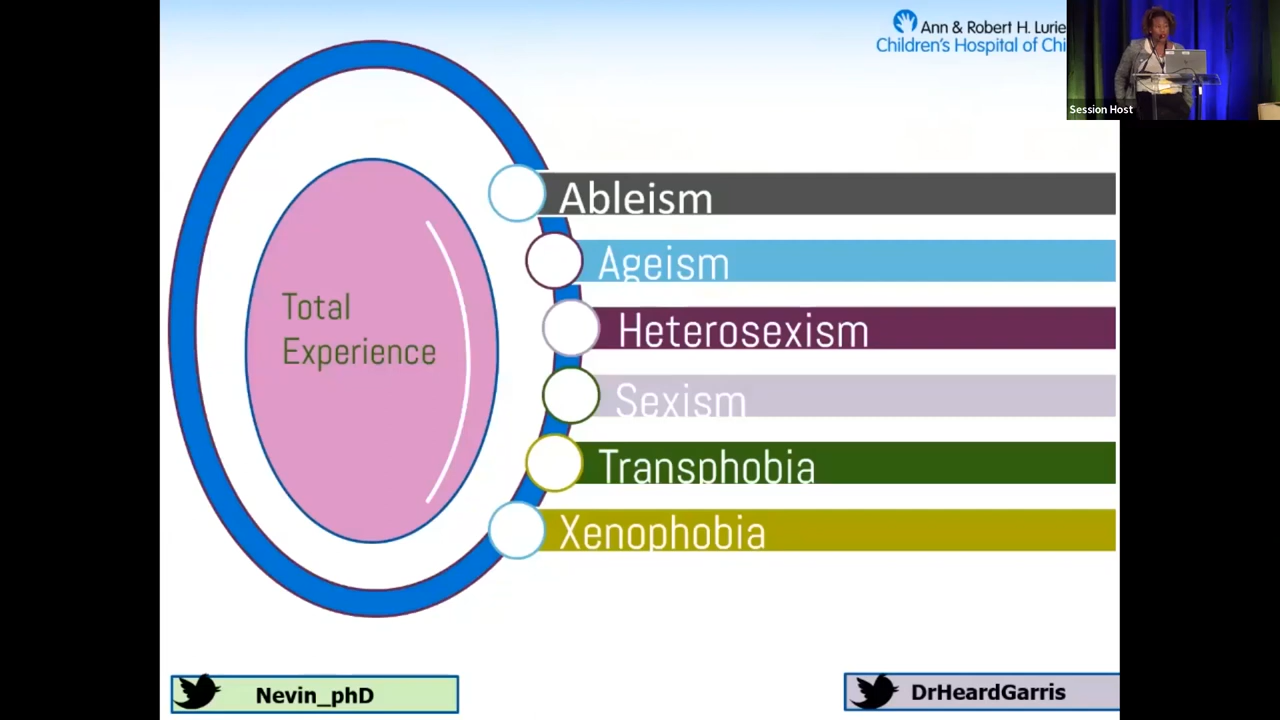 Ann & Robert H. Lurie
Children's Hospital of Chi
Session Host
Ableism
Ageism
Heterosexism
Sexism
Transphobia
Xenophobia
Total
Experience
Nevin_phD
DrHeardGarris